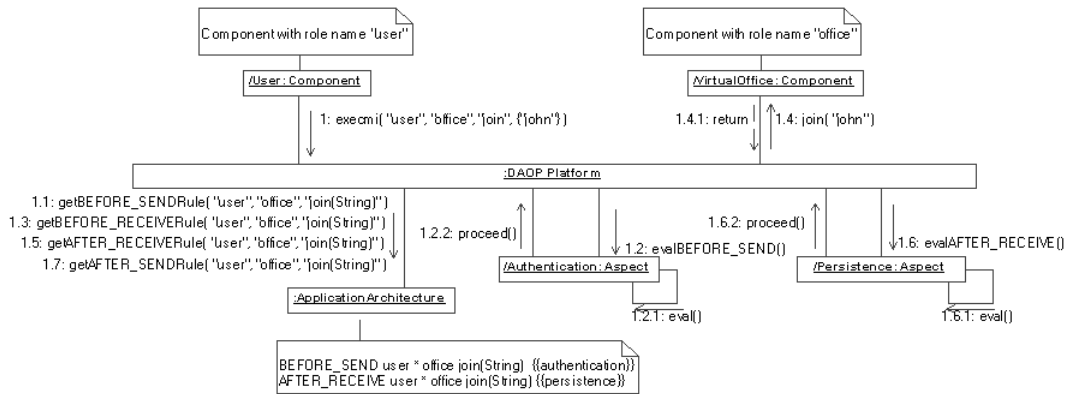 Component with role name "user"
Component with role name "office"
/User: Component
/VirtualOffice: Component
1: execmi( "user", "office", "join", {"john"} )
1.4.1: return
1.4: join( "john")
:DAOP Platform
1.1: getBEFORE_SENDRule( "user","office","join(String)")
1.3: getBEFORE_RECEIVERule( "user","office","join(String)")
1.5: getAFTER_RECEIVERule( "user","office","join(String)")
1.7: getAFTER_SENDRule( "user","office","join(String)")
1.2.2: proceed()
1.2: evalBEFORE_SEND()
1.6.2: proceed()
1.6: evalAFTER_RECEIVE()
/Authentication: Aspect
/Persistence: Aspect
:ApplicationArchitecture
1.2.1: eval()
1.6.1: eval()
BEFORE_SEND user * office join(String) {{authentication}}
AFTER_RECEIVE user * office join(String) {{persistence}}